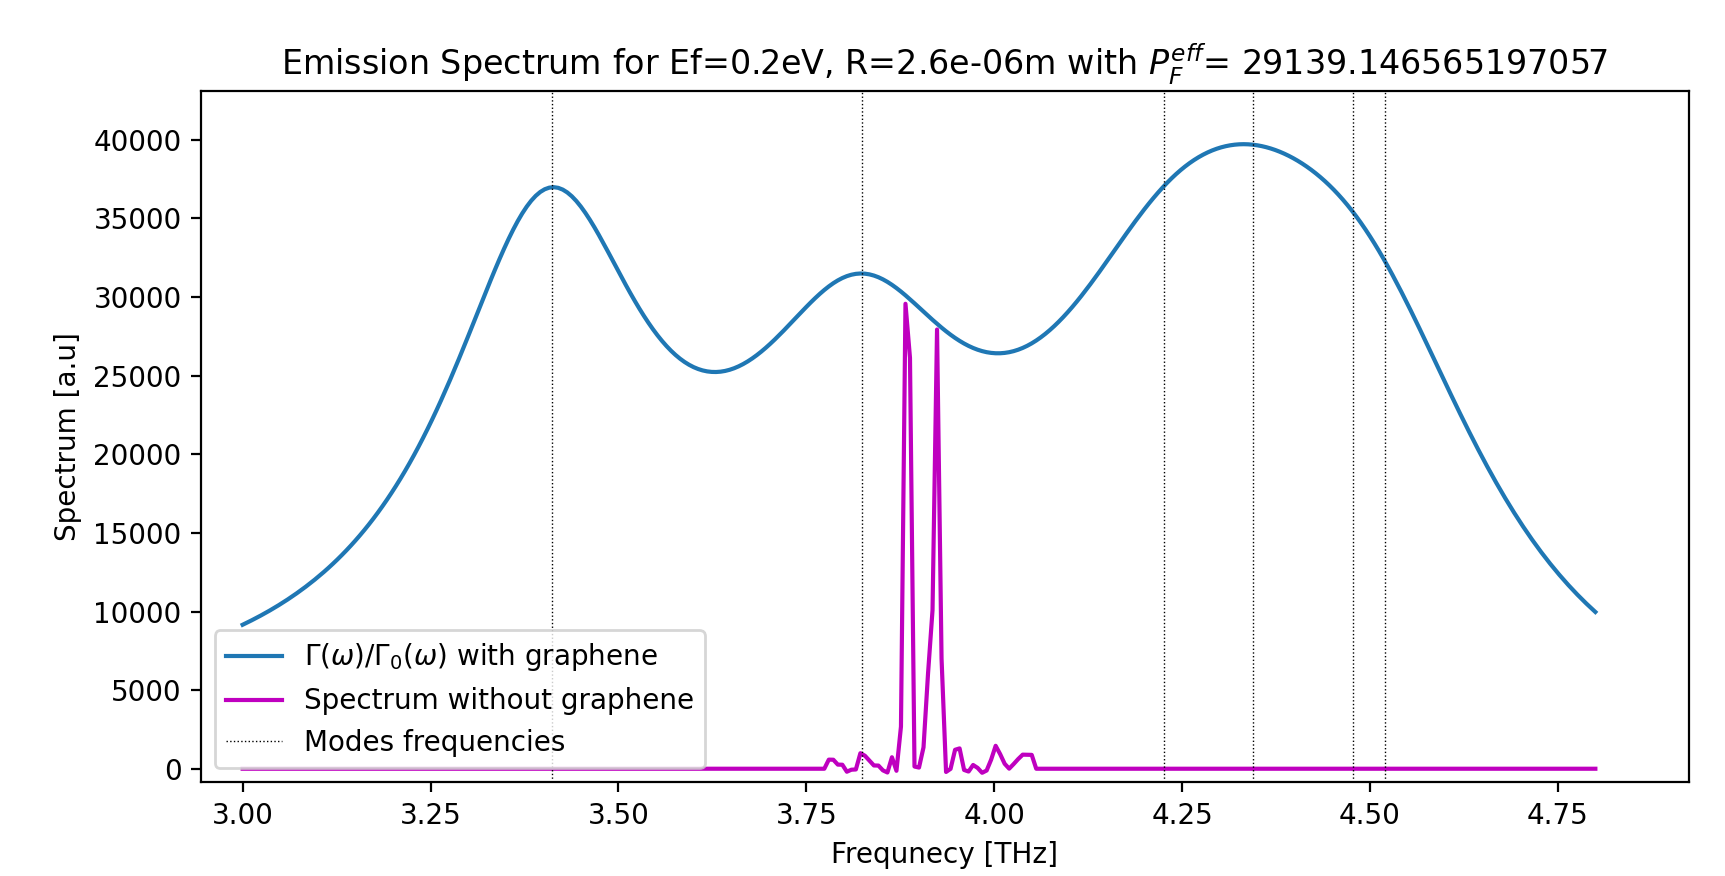 Emission Spectrum for Ef=0.2eV, R=2.6e-06m with $P_F^{eff}$= 29139.146565197057
40000
35000
30000
25000
20000
15000
10000
5000
0
Spectrum [a.u]
Γ(ω)/Γ₀(ω) with graphene
Spectrum without graphene
Modes frequencies
3.00 3.25 3.50 3.75 4.00 4.25 4.50 4.75
Frequnecy [THz]